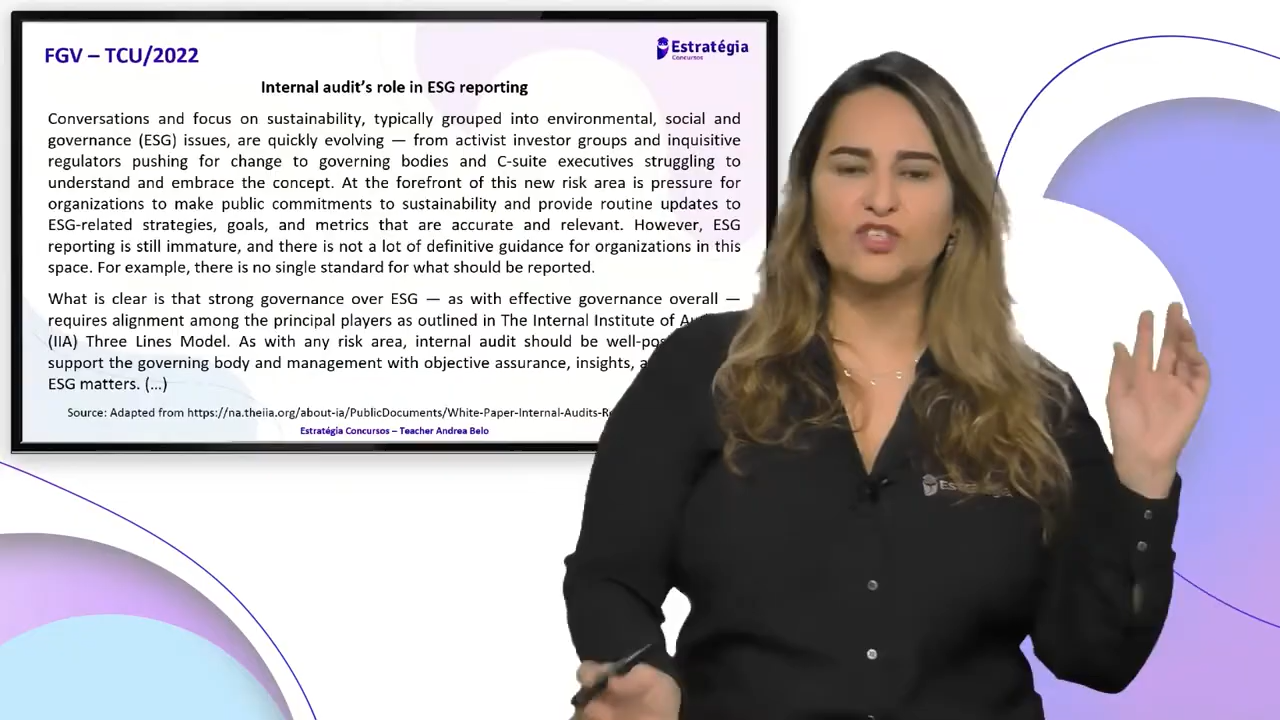 FGV – TCU/2022
Estratégia
Concursos
Internal audit's role in ESG reporting
Conversations and focus on sustainability, typically grouped into environmental, social and
governance (ESG) issues, are quickly evolving — from activist investor groups and inquisitive
regulators pushing for change to governing bodies and C-suite executives struggling to
understand and embrace the concept. At the forefront of this new risk area is pressure for
organizations to make public commitments to sustainability and provide routine updates to
ESG-related strategies, goals, and metrics that are accurate and relevant. However, ESG
reporting is still immature, and there is not a lot of definitive guidance for organizations in this
space. For example, there is no single standard for what should be reported.
What is clear is that strong governance over ESG — as with effective governance overall —
requires alignment among the principal players as outlined in The Internal Institute of
(IIA) Three Lines Model. As with any risk area, internal audit should be
support the governing body and management with objective assurance, insights,
ESG matters. (...)
Source: Adapted from https://na.theiia.org/about-ia/PublicDocuments/White-Paper-Internal-Audits-
Estratégia Concursos – Teacher Andrea Belo